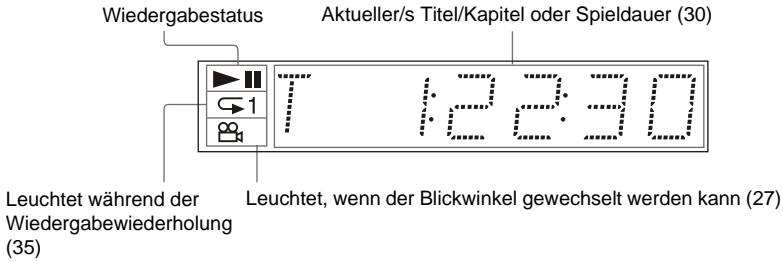 Wiedergabestatus
Aktueller/s Titel/Kapitel oder Spieldauer (30)
1
T 1:22:30
Leuchtet während der
Wiedergabewiederholung
(35)
Leuchtet, wenn der Blickwinkel gewechselt werden kann (27)